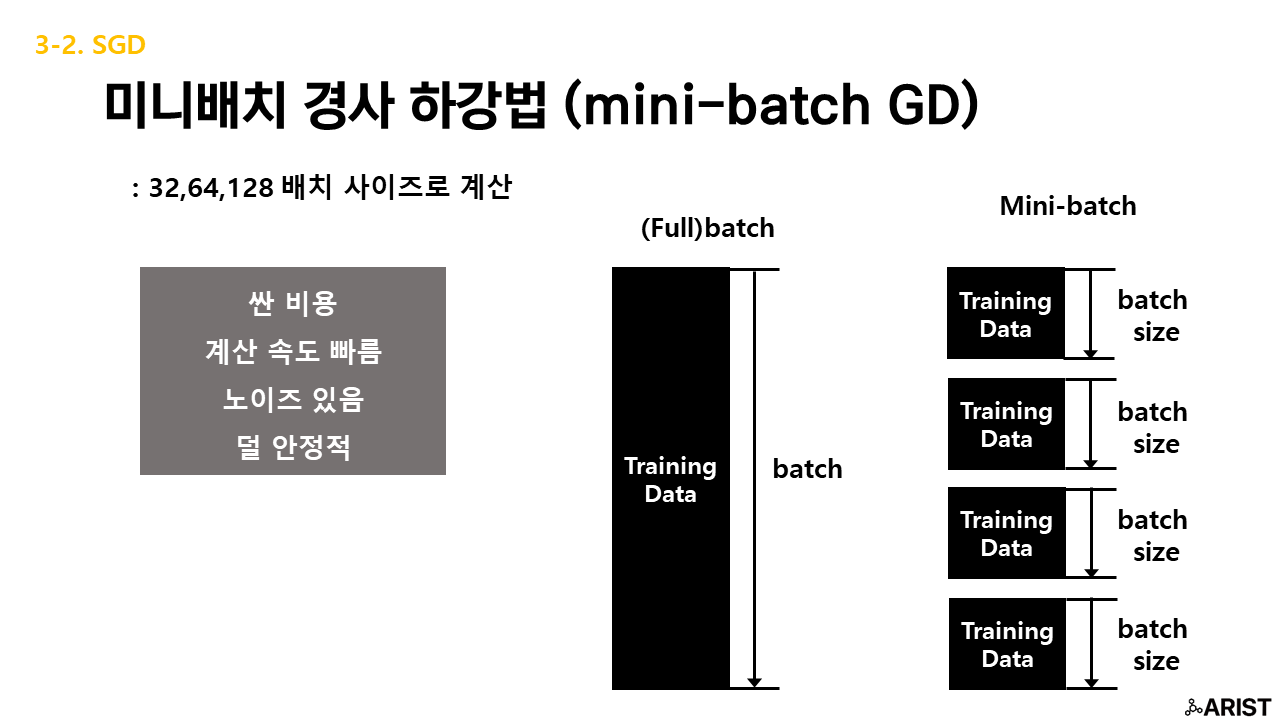 3-2. SGD
미니배치 경사 하강법 (mini-batch GD)
: 32,64,128 배치 사이즈로 계산
싼 비용
계산 속도 빠름
노이즈 있음
덜 안정적
(Full)batch
Training
Data
batch
Mini-batch
Training
Data
batch
size
Training
Data
batch
size
Training
Data
batch
size
Training
Data
batch
size
ARIST